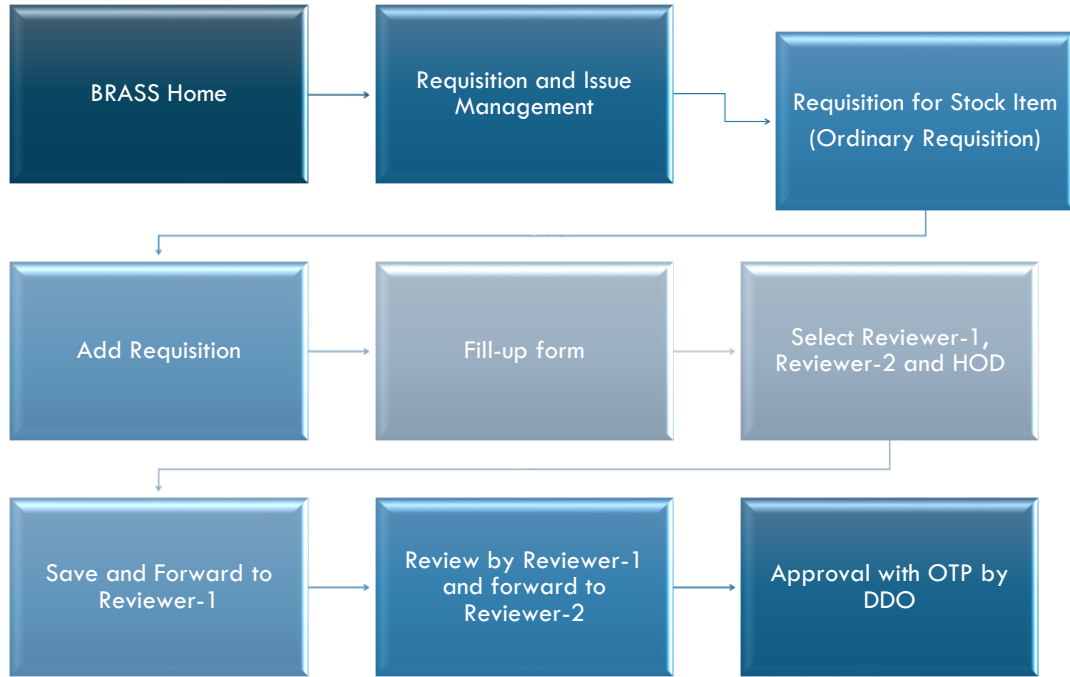 BRASS Home
Requisition and Issue
Management
Requisition for Stock Item
(Ordinary Requisition)
Add Requisition
Fill-up form
Select Reviewer-1,
Reviewer-2 and HOD
Save and Forward to
Reviewer-1
Review by Reviewer-1
and forward to
Reviewer-2
Approval with OTP by
DDO